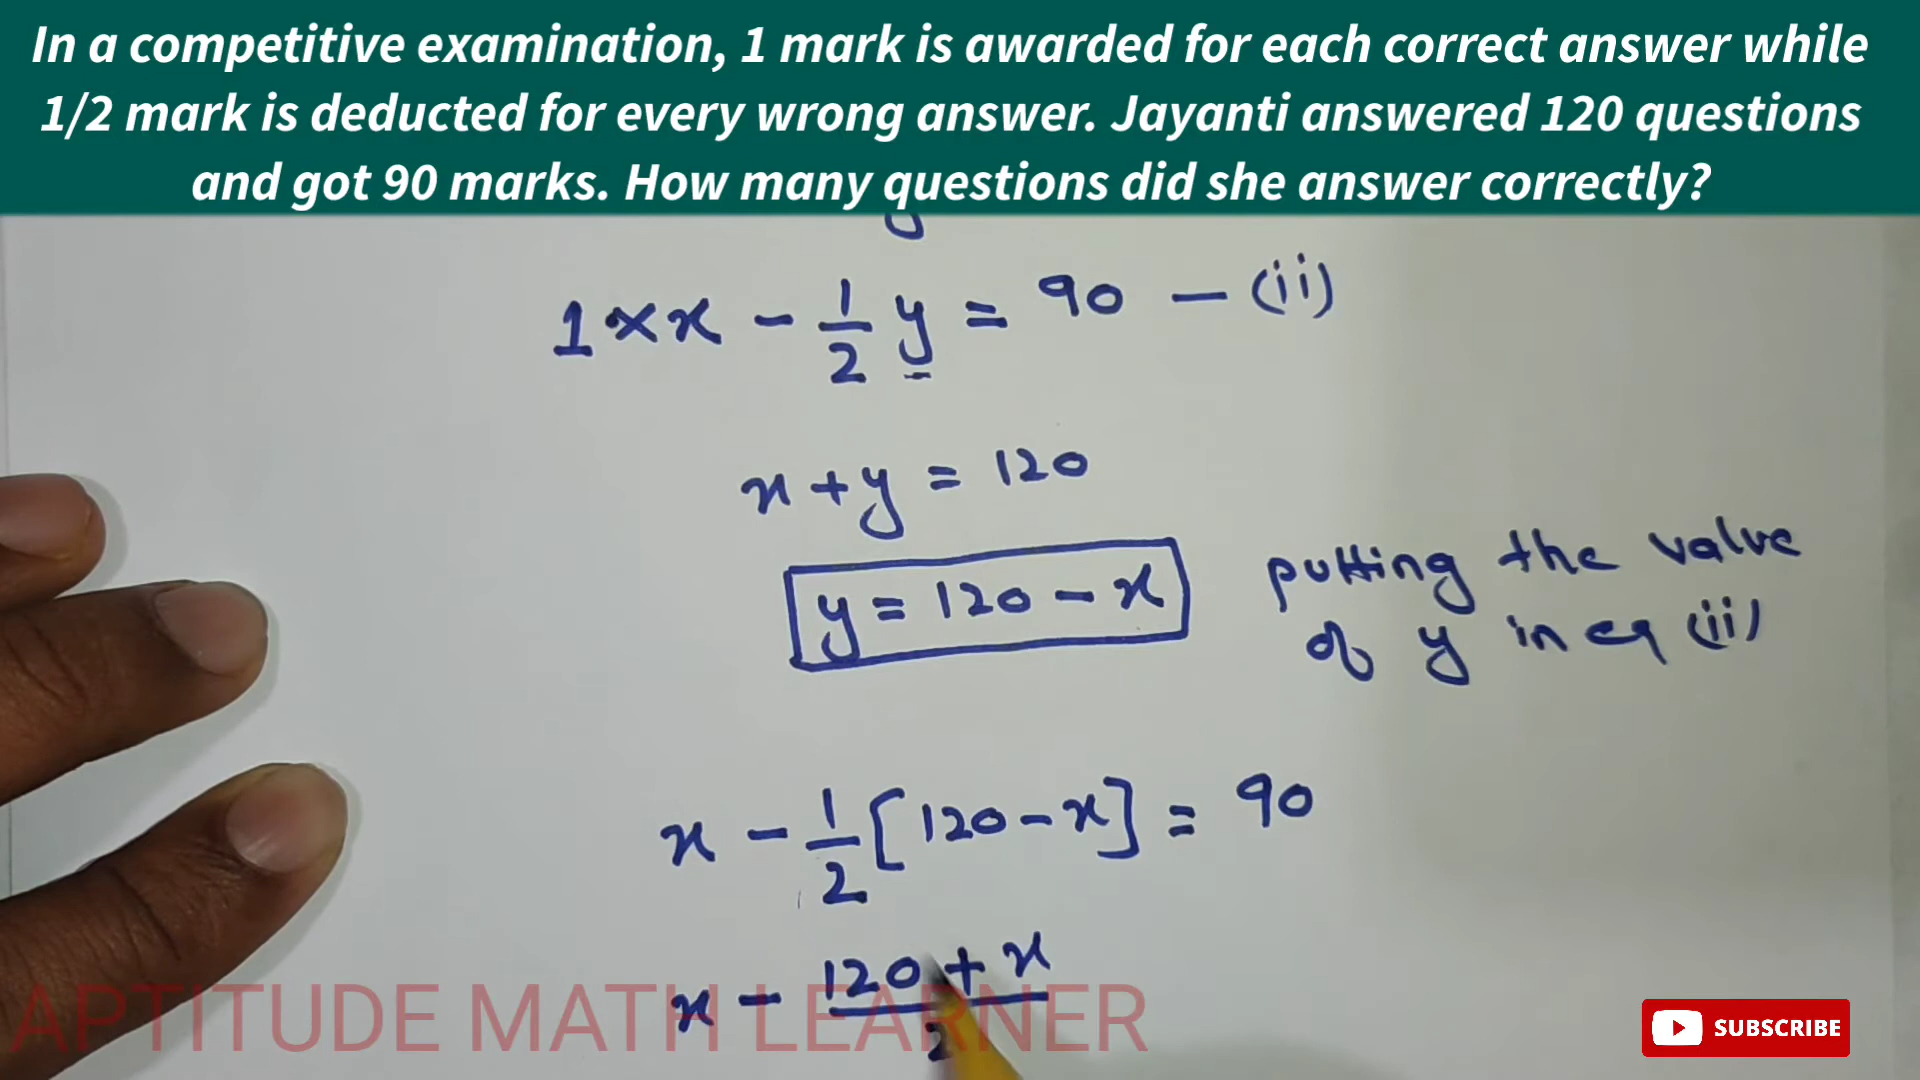 In a competitive examination, 1 mark is awarded for each correct answer while
1/2 mark is deducted for every wrong answer. Jayanti answered 120 questions
and got 90 marks. How many questions did she answer correctly?
1 × x - 1/2 y = 90 - (ii)
x + y = 120
y = 120 - x
putting the value
of y in eq (ii)
x - 1/2 [120 - x] = 90
x - 120 + x / 2
APTITUDE MATH LEARNER
SUBSCRIBE